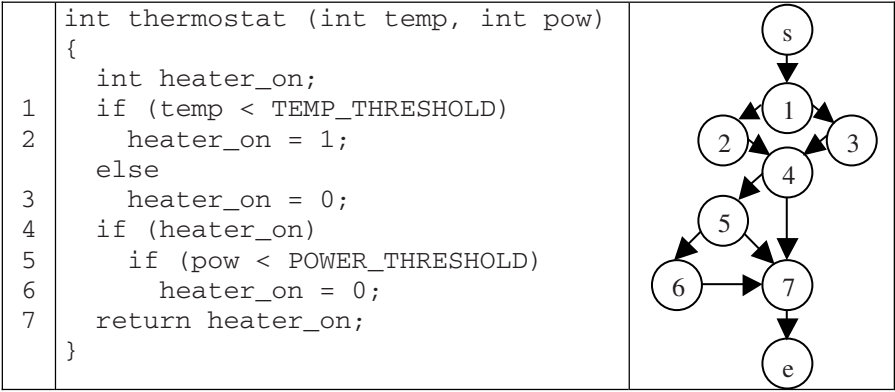 int thermostat (int temp, int pow)
{
int heater_on;
1 if (temp < TEMP_THRESHOLD)
2 heater_on = 1;
else
3 heater_on = 0;
4 if (heater_on)
5 if (pow < POWER_THRESHOLD)
6 heater_on = 0;
7 return heater_on;
}
s
1
2 3
4
5
6 7
e